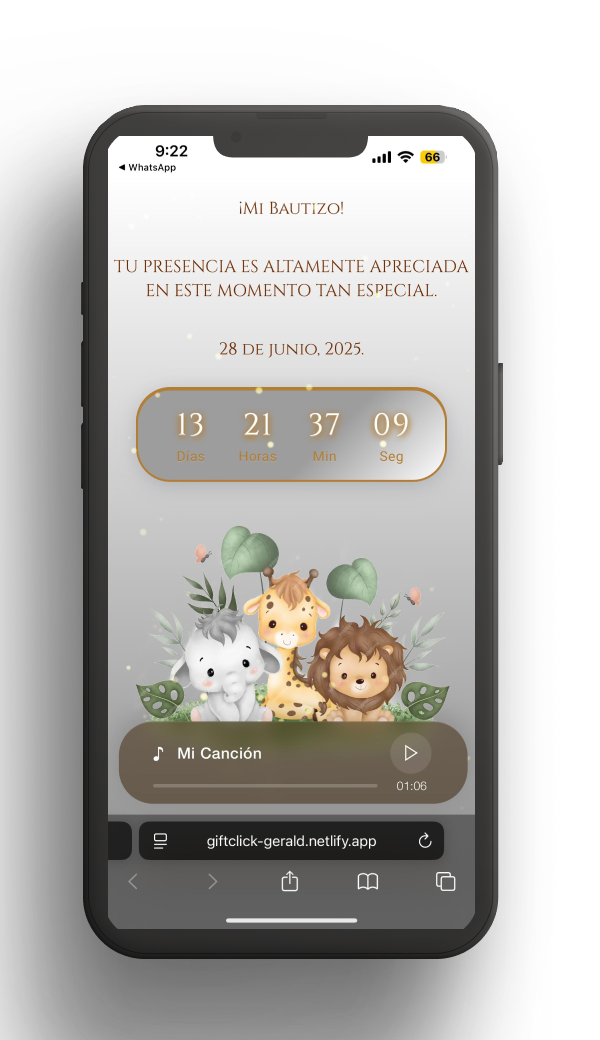 9:22
66
◀ WhatsApp
¡Mi Bautizo!
TU PRESENCIA ES ALTAMENTE APRECIADA
EN ESTE MOMENTO TAN ESPECIAL.
28 DE JUNIO, 2025.
13 21 37 09
Días Horas Min Seg
Mi Canción
01:06
giftclick-gerald.netlify.app